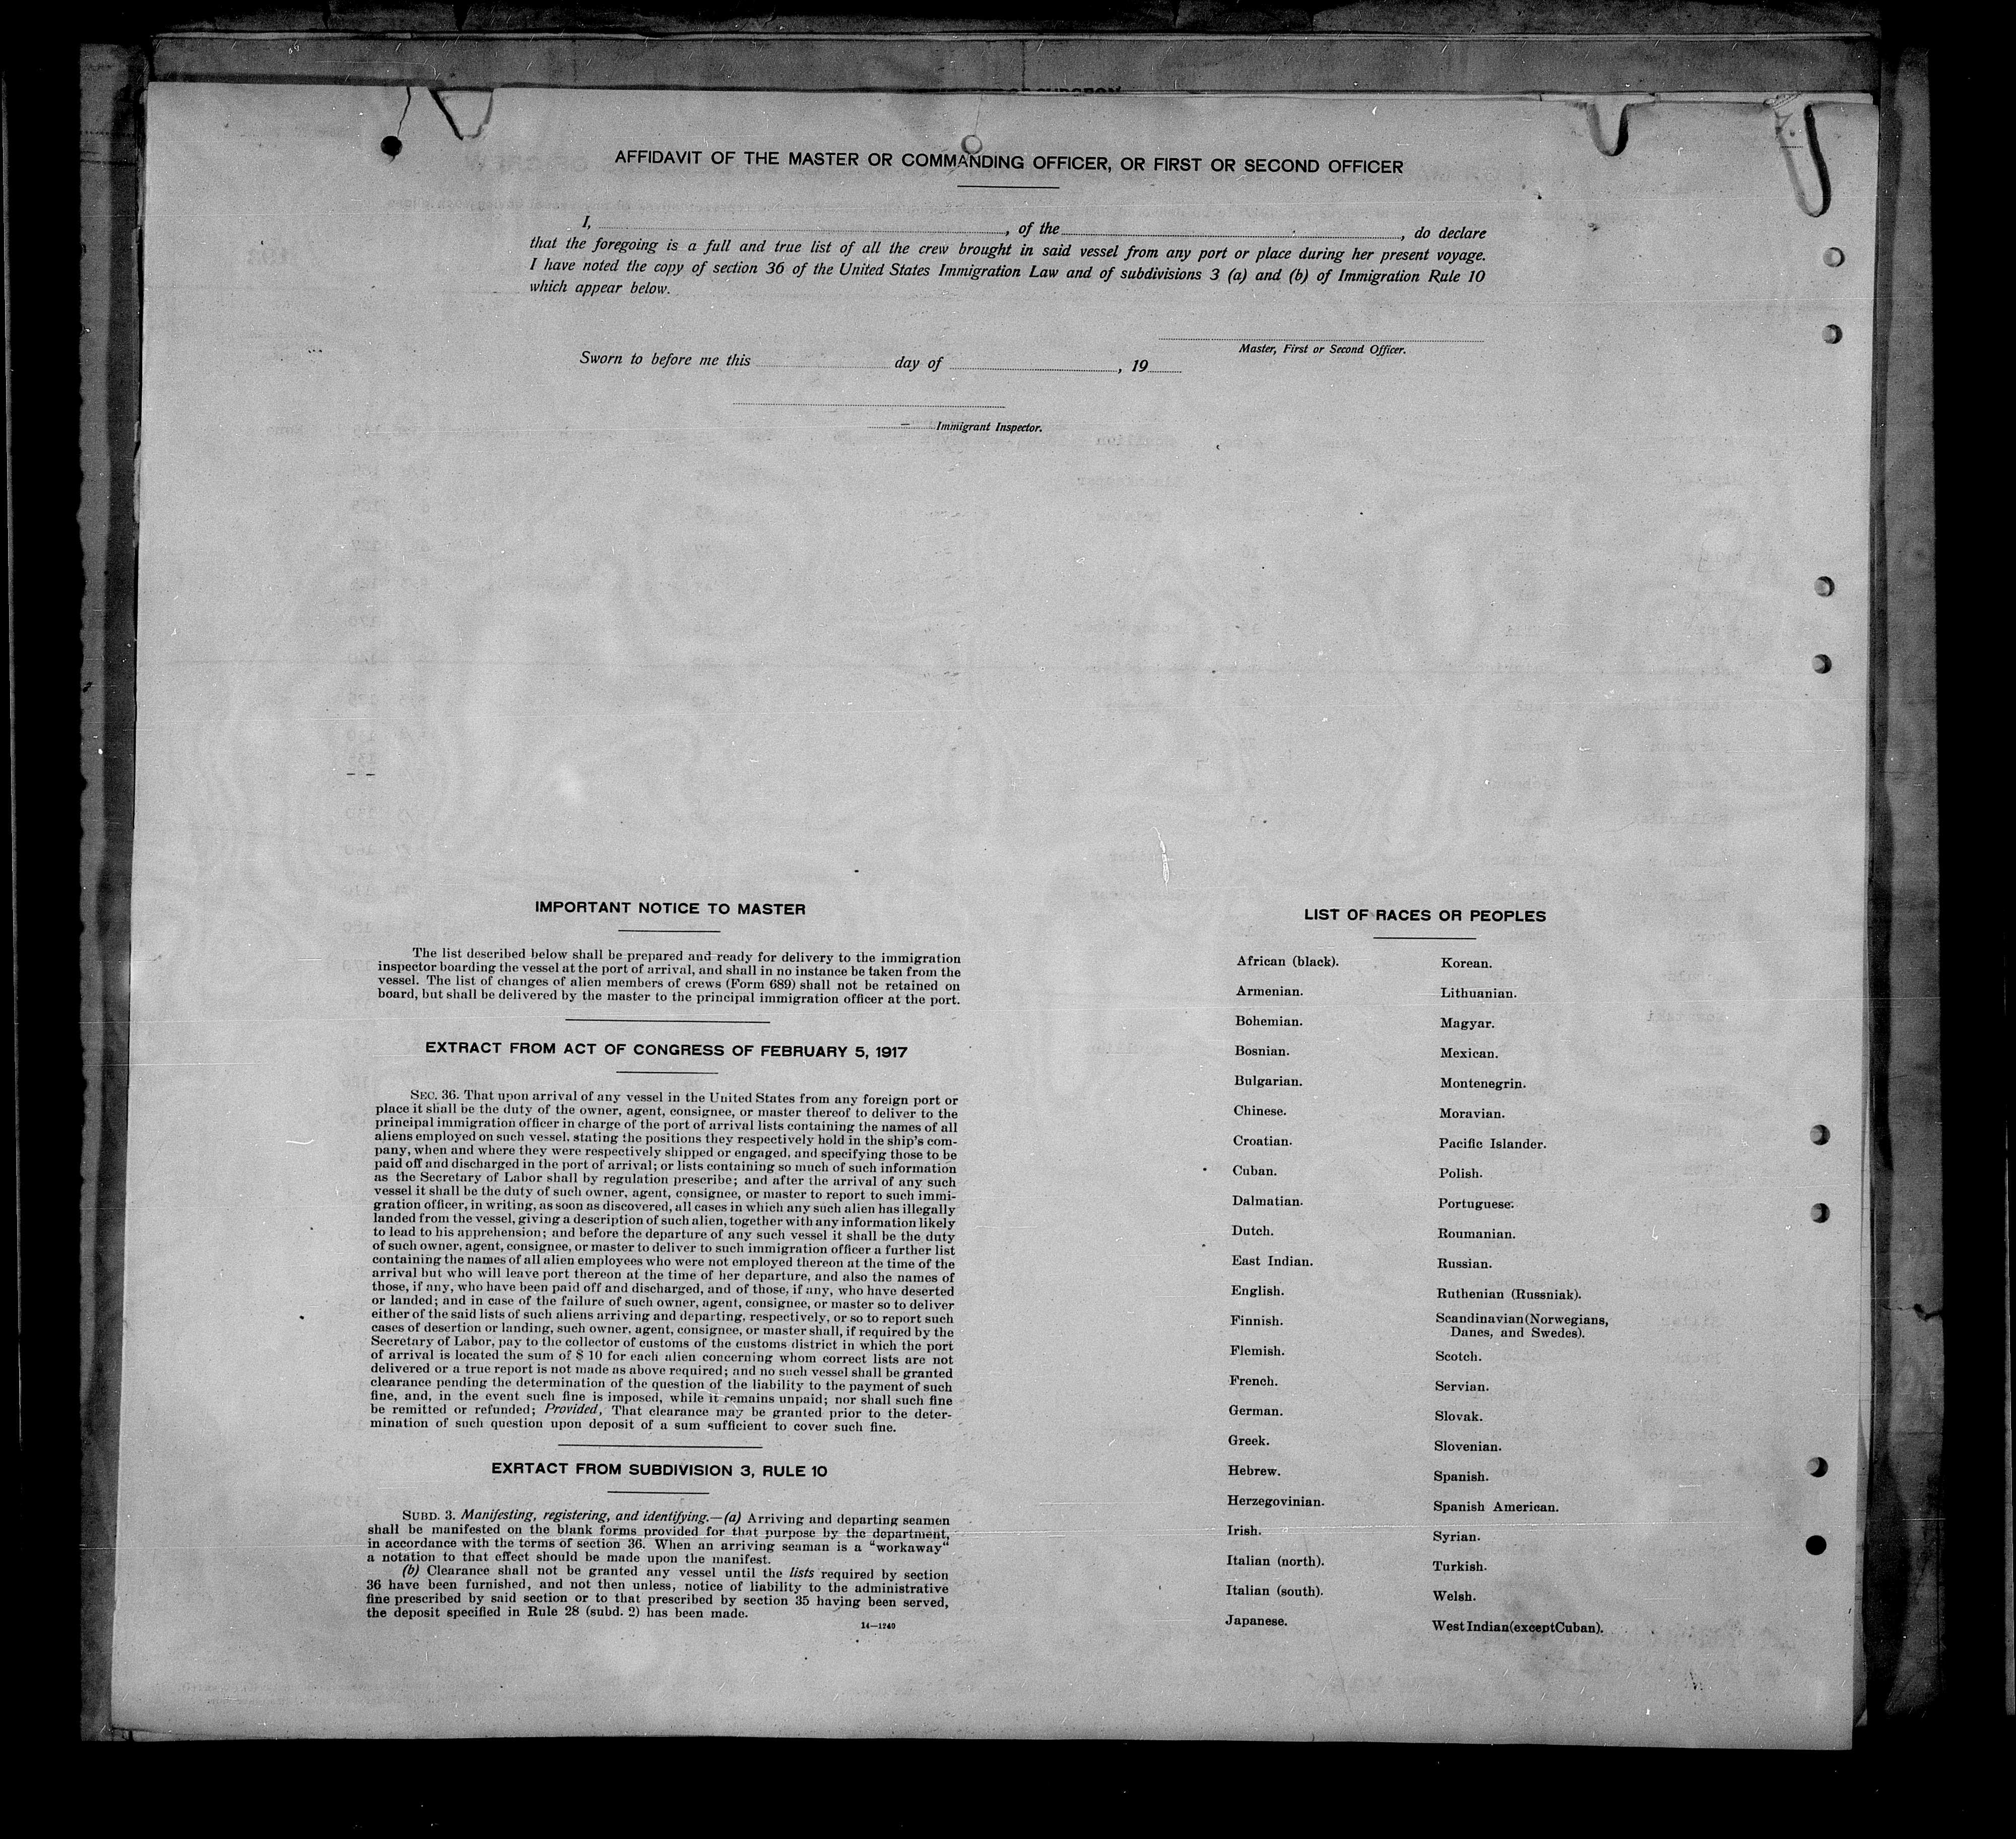 AFFIDAVIT OF THE MASTER OR COMMANDING OFFICER, OR FIRST OR SECOND OFFICER
I, , of the , do declare
that the foregoing is a full and true list of all the crew brought in said vessel from any port or place during her present voyage.
I have noted the copy of section 36 of the United States Immigration Law and of subdivisions 3 (a) and (b) of Immigration Rule 10
which appear below.
Master, First or Second Officer.
Sworn to before me this day of , 19
Immigrant Inspector.
IMPORTANT NOTICE TO MASTER
The list described below shall be prepared and ready for delivery to the immigration
inspector boarding the vessel at the port of arrival, and shall in no instance be taken from the
vessel. The list of changes of alien members of crews (Form 689) shall not be retained on
board, but shall be delivered by the master to the principal immigration officer at the port.
EXTRACT FROM ACT OF CONGRESS OF FEBRUARY 5, 1917
SEC. 36. That upon arrival of any vessel in the United States from any foreign port or
place it shall be the duty of the owner, agent, consignee, or master thereof to deliver to the
principal immigration officer in charge of the port of arrival lists containing the names of all
aliens employed on such vessel, stating the positions they respectively hold in the ship's com-
pany, when and where they were respectively shipped or engaged, and specifying those to be
paid off and discharged in the port of arrival; or lists containing so much of such information
as the Secretary of Labor shall by regulation prescribe; and after the arrival of any such
vessel it shall be the duty of such owner, agent, consignee, or master to report to such immi-
gration officer, in writing, as soon as discovered, all cases in which any such alien has illegally
landed from the vessel, giving a description of such alien, together with any information likely
to lead to his apprehension; and before the departure of any such vessel it shall be the duty
of such owner, agent, consignee, or master to deliver to such immigration officer a further list
containing the names of all alien employees who were not employed thereon at the time of the
arrival but who will leave port thereon at the time of her departure, and also the names of
those, if any, who have been paid off and discharged, and of those, if any, who have deserted
or landed; and in case of the failure of such owner, agent, consignee, or master so to deliver
either of the said lists of such aliens arriving and departing, respectively, or so to report such
cases of desertion or landing, such owner, agent, consignee, or master shall, if required by the
Secretary of Labor, pay to the collector of customs of the customs district in which the port
of arrival is located the sum of $ 10 for each alien concerning whom correct lists are not
delivered or a true report is not made as above required; and no such vessel shall be granted
clearance pending the determination of the question of the liability to the payment of such
fine, and, in the event such fine is imposed, while it remains unpaid; nor shall such fine
be remitted or refunded; Provided, That clearance may be granted prior to the deter-
mination of such question upon deposit of a sum sufficient to cover such fine.
EXRTACT FROM SUBDIVISION 3, RULE 10
SUBD. 3. Manifesting, registering, and identifying.—(a) Arriving and departing seamen
shall be manifested on the blank forms provided for that purpose by the department,
in accordance with the terms of section 36. When an arriving seaman is a "workaway"
a notation to that effect should be made upon the manifest.
(b) Clearance shall not be granted any vessel until the lists required by section
36 have been furnished, and not then unless, notice of liability to the administrative
fine prescribed by said section or to that prescribed by section 35 having been served,
the deposit specified in Rule 28 (subd. 2) has been made.
14—1240
LIST OF RACES OR PEOPLES
African (black).
Armenian.
Bohemian.
Bosnian.
Bulgarian.
Chinese.
Croatian.
Cuban.
Dalmatian.
Dutch.
East Indian.
English.
Finnish.
Flemish.
French.
German.
Greek.
Hebrew.
Herzegovinian.
Irish.
Italian (north).
Italian (south).
Japanese.
Korean.
Lithuanian.
Magyar.
Mexican.
Montenegrin.
Moravian.
Pacific Islander.
Polish.
Portuguese.
Roumanian.
Russian.
Ruthenian (Russniak).
Scandinavian (Norwegians,
Danes, and Swedes).
Scotch.
Servian.
Slovak.
Slovenian.
Spanish.
Spanish American.
Syrian.
Turkish.
Welsh.
West Indian (except Cuban).